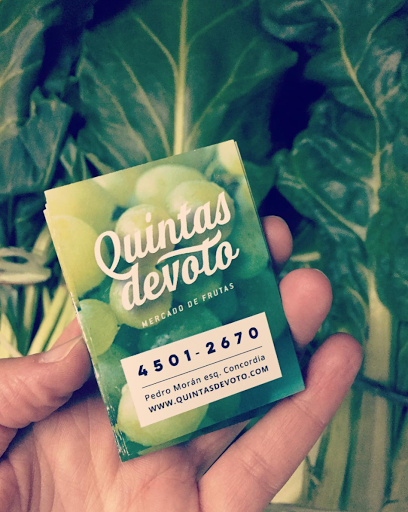 Quintas
devoto
MERCADO DE FRUTAS
4501-2670
Pedro Morán esq. Concordia
WWW.QUINTASDEVOTO.COM